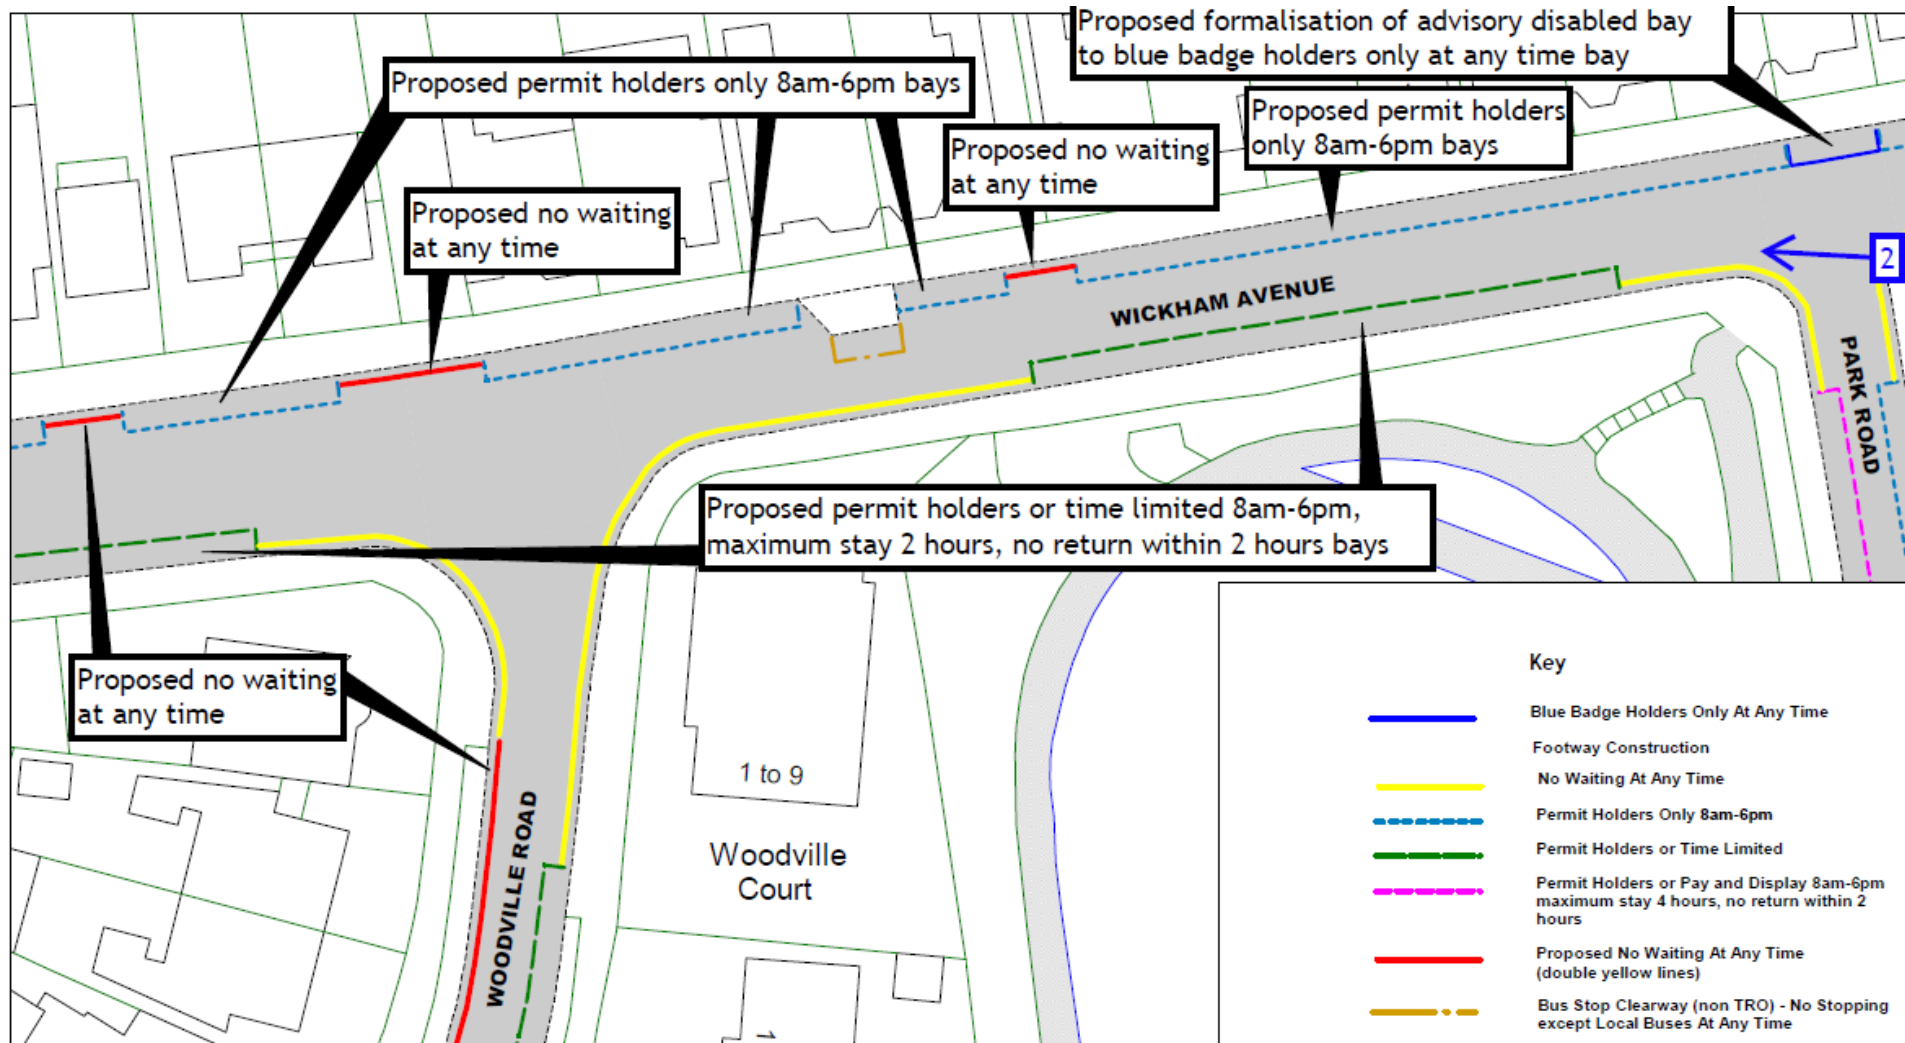 Proposed formalisation of advisory disabled bay
to blue badge holders only at any time bay
Proposed permit holders only 8am-6pm bays
Proposed permit holders
only 8am-6pm bays
Proposed no waiting
at any time
Proposed no waiting
at any time
2
WICKHAM AVENUE
PARK ROAD
Proposed permit holders or time limited 8am-6pm,
maximum stay 2 hours, no return within 2 hours bays
Proposed no waiting
at any time
1 to 9
WOODVILLE ROAD
Woodville
Court
1
Key
Blue Badge Holders Only At Any Time
Footway Construction
No Waiting At Any Time
Permit Holders Only 8am-6pm
Permit Holders or Time Limited
Permit Holders or Pay and Display 8am-6pm
maximum stay 4 hours, no return within 2
hours
Proposed No Waiting At Any Time
(double yellow lines)
Bus Stop Clearway (non TRO) - No Stopping
except Local Buses At Any Time